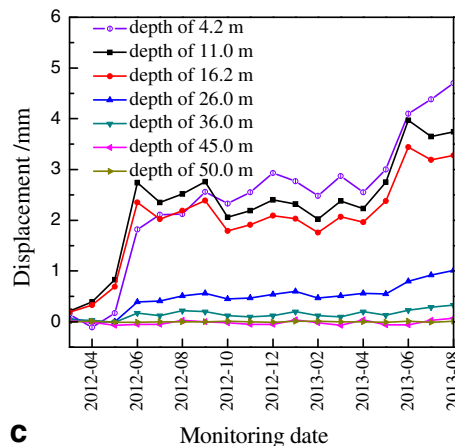 6
5
4
3
2
1
0
Displacement /mm
depth of 4.2 m
depth of 11.0 m
depth of 16.2 m
depth of 26.0 m
depth of 36.0 m
depth of 45.0 m
depth of 50.0 m
2012-04
2012-06
2012-08
2012-10
2012-12
2013-02
2013-04
2013-06
2013-08
c
Monitoring date